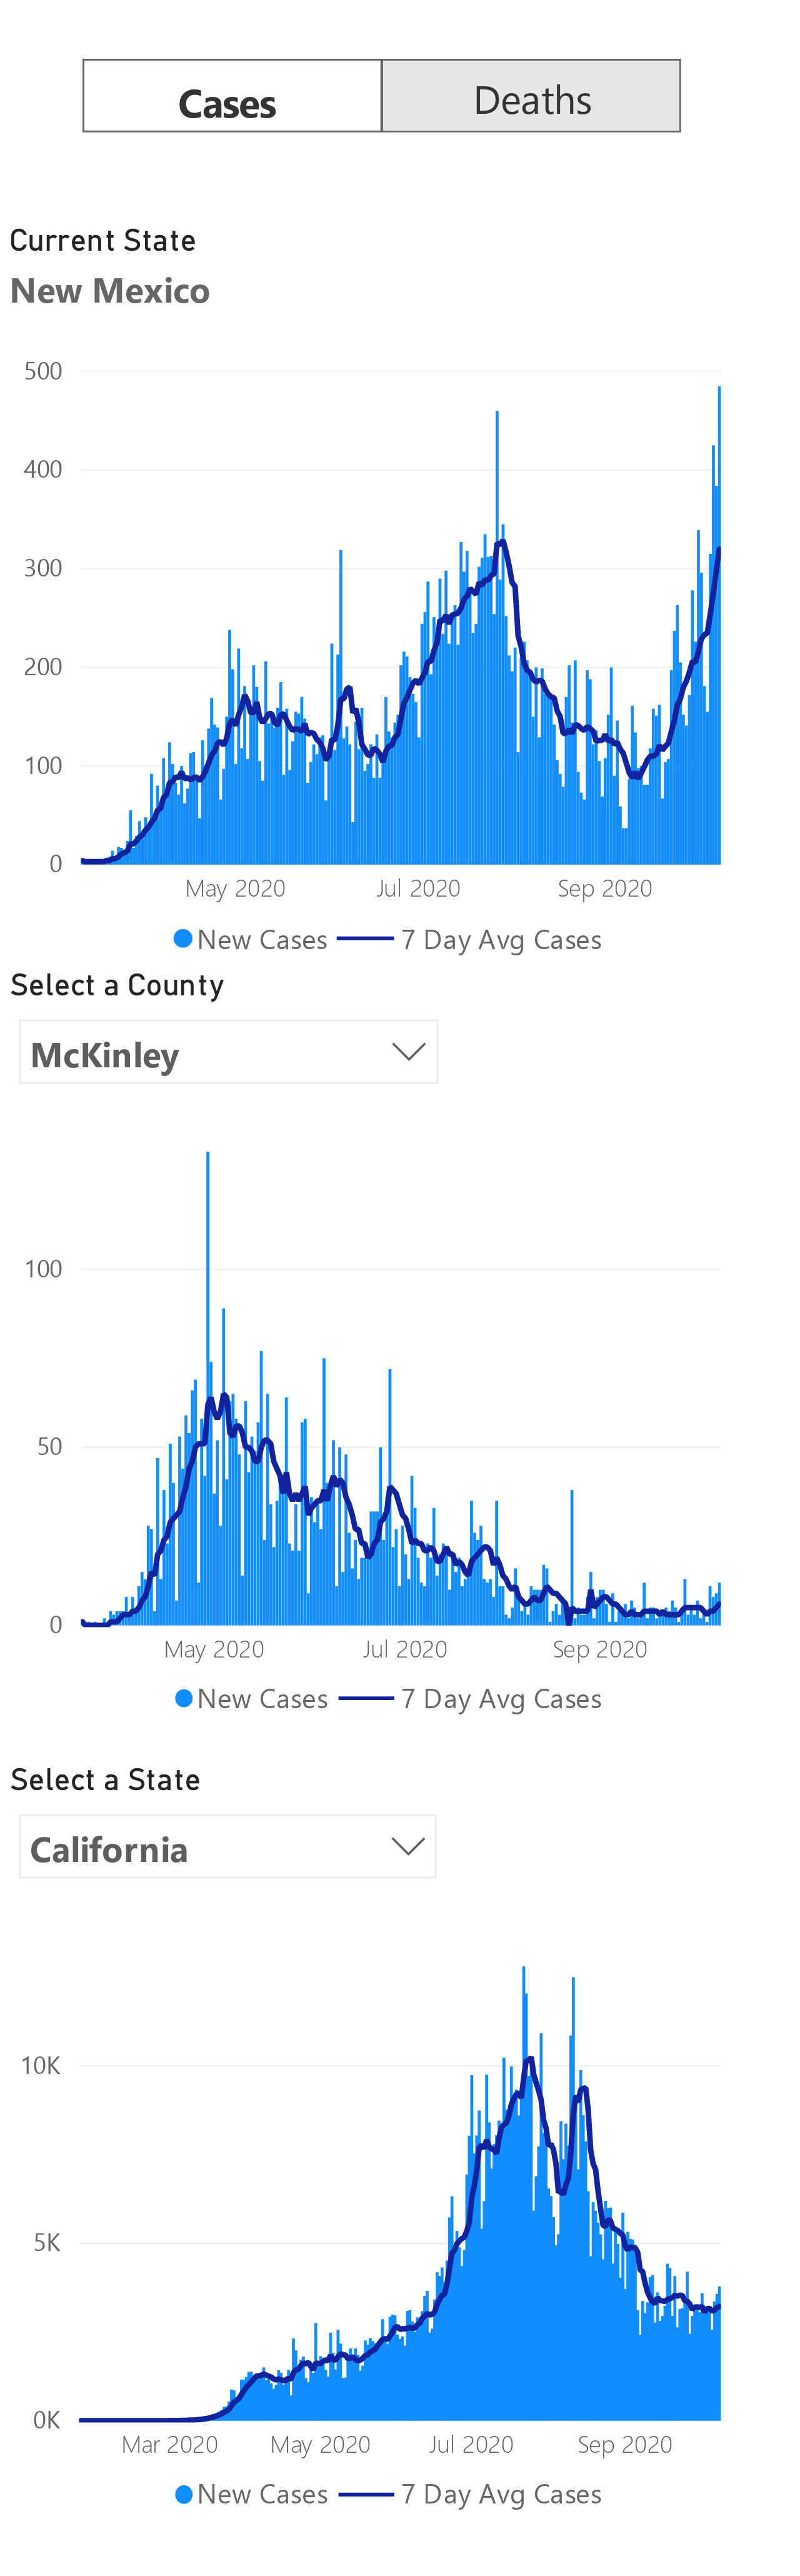 Cases Deaths
Current State
New Mexico
500
400
300
200
100
0
May 2020 Jul 2020 Sep 2020
New Cases 7 Day Avg Cases
Select a County
McKinley
100
50
0
May 2020 Jul 2020 Sep 2020
New Cases 7 Day Avg Cases
Select a State
California
10K
5K
0K
Mar 2020 May 2020 Jul 2020 Sep 2020
New Cases 7 Day Avg Cases